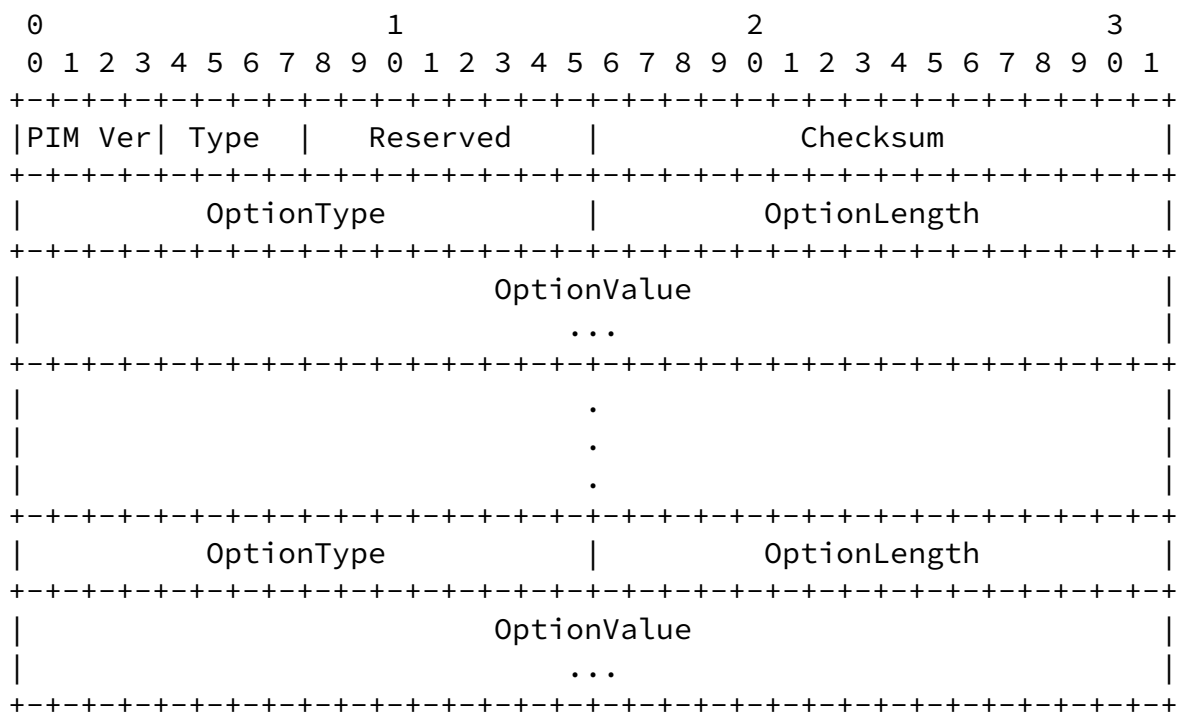 0                   1                   2                   3
 0 1 2 3 4 5 6 7 8 9 0 1 2 3 4 5 6 7 8 9 0 1 2 3 4 5 6 7 8 9 0 1
+-+-+-+-+-+-+-+-+-+-+-+-+-+-+-+-+-+-+-+-+-+-+-+-+-+-+-+-+-+-+-+-+
|PIM Ver| Type  |   Reserved    |           Checksum            |
+-+-+-+-+-+-+-+-+-+-+-+-+-+-+-+-+-+-+-+-+-+-+-+-+-+-+-+-+-+-+-+-+
|          OptionType           |         OptionLength          |
+-+-+-+-+-+-+-+-+-+-+-+-+-+-+-+-+-+-+-+-+-+-+-+-+-+-+-+-+-+-+-+-+
|                          OptionValue                          |
|                              ...                              |
+-+-+-+-+-+-+-+-+-+-+-+-+-+-+-+-+-+-+-+-+-+-+-+-+-+-+-+-+-+-+-+-+
|                               .                               |
|                               .                               |
|                               .                               |
+-+-+-+-+-+-+-+-+-+-+-+-+-+-+-+-+-+-+-+-+-+-+-+-+-+-+-+-+-+-+-+-+
|          OptionType           |         OptionLength          |
+-+-+-+-+-+-+-+-+-+-+-+-+-+-+-+-+-+-+-+-+-+-+-+-+-+-+-+-+-+-+-+-+
|                          OptionValue                          |
|                              ...                              |
+-+-+-+-+-+-+-+-+-+-+-+-+-+-+-+-+-+-+-+-+-+-+-+-+-+-+-+-+-+-+-+-+